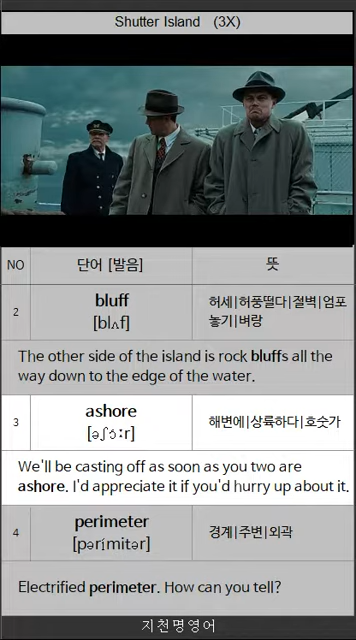 Shutter Island (3X)
NO 단어 [발음] 뜻
2 bluff 허세|허풍떨다|절벽|엄포
[blʌf] 놓기|벼랑
The other side of the island is rock bluffs all the
way down to the edge of the water.
3 ashore 해변에|상륙하다|호숫가
[əʃɔ́ːr]
We'll be casting off as soon as you two are
ashore. I'd appreciate it if you'd hurry up about it.
4 perimeter 경계|주변|외곽
[pərímitər]
Electrified perimeter. How can you tell?
지천명영어